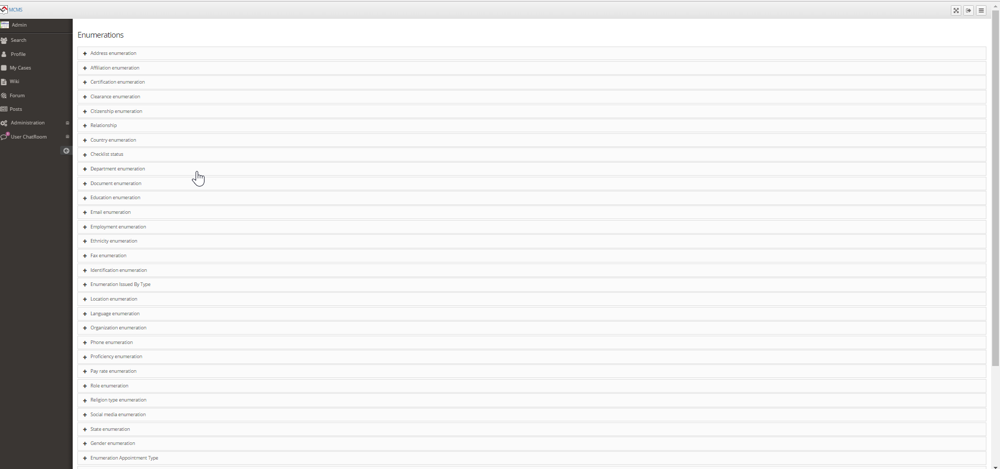 MCMS
Admin
Search
Profile
My Cases
Wiki
Forum
Posts
Administration
User ChatRoom
Enumerations
Address enumeration
Affiliation enumeration
Certification enumeration
Clearance enumeration
Citizenship enumeration
Relationship
Country enumeration
Checklist status
Department enumeration
Document enumeration
Education enumeration
Email enumeration
Employment enumeration
Ethnicity enumeration
Fax enumeration
Identification enumeration
Enumeration Issued By Type
Location enumeration
Language enumeration
Organization enumeration
Phone enumeration
Proficiency enumeration
Pay rate enumeration
Role enumeration
Religion type enumeration
Social media enumeration
State enumeration
Gender enumeration
Enumeration Appointment Type